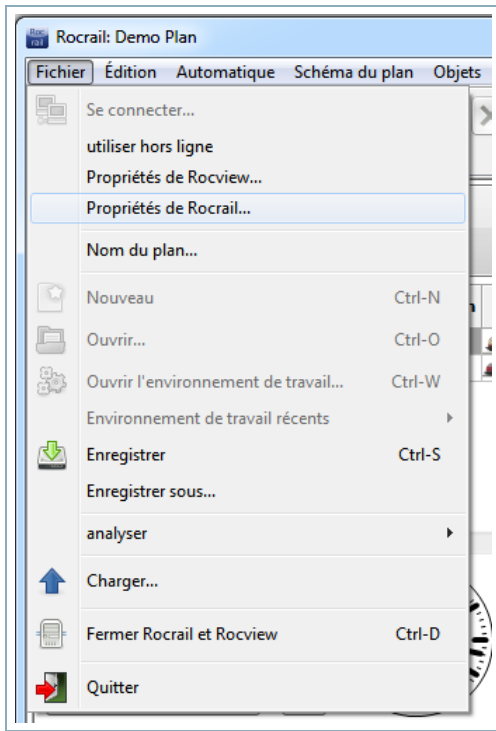 Roc
rail
Rocrail: Demo Plan
Fichier Édition Automatique Schéma du plan Objets
Se connecter...
utiliser hors ligne
Propriétés de Rocview...
Propriétés de Rocrail...
Nom du plan...
Nouveau Ctrl-N
Ouvrir... Ctrl-O
Ouvrir l'environnement de travail... Ctrl-W
Environnement de travail récents
Enregistrer Ctrl-S
Enregistrer sous...
analyser
Charger...
Fermer Rocrail et Rocview Ctrl-D
Quitter